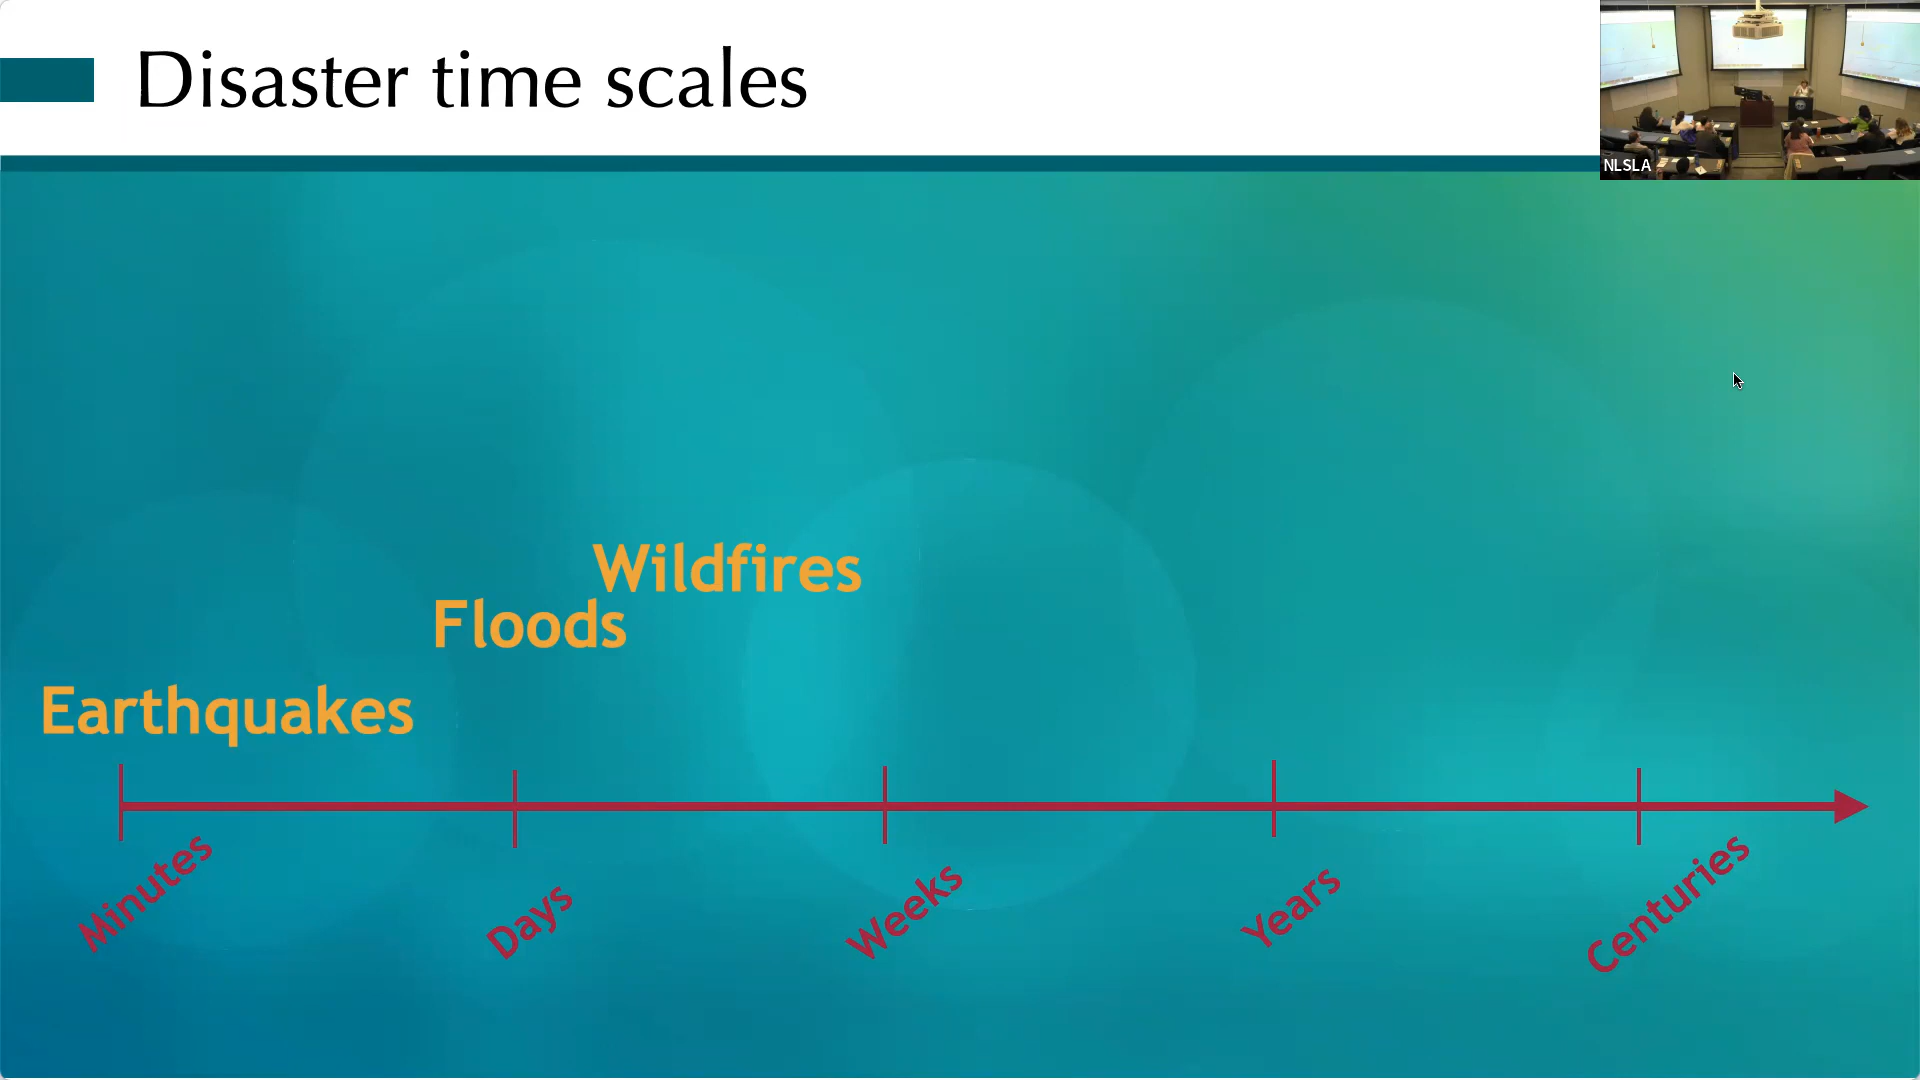 Disaster time scales
NLSLA
Wildfires
Floods
Earthquakes
Minutes
Days
Weeks
Years
Centuries